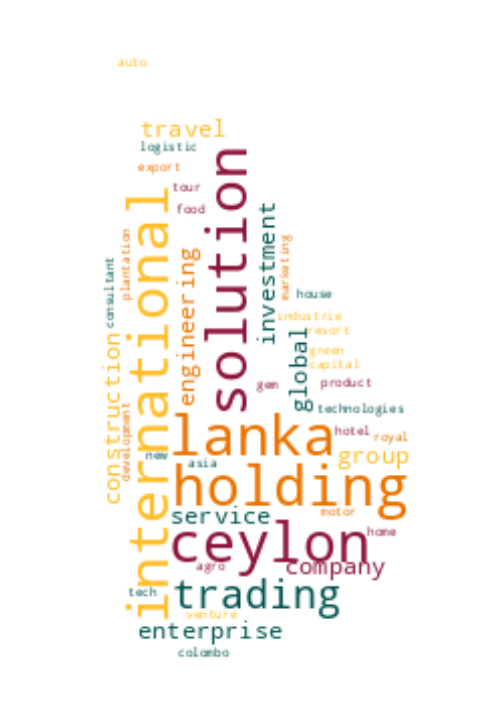 auto
travel
logistic
export
tour
food
international
solution
investment
engineering
plantation
consultant
marketing
house
industrie
resort
global
green
capital
gem
product
construction
development
technologies
lanka
hotel
royal
new
asia
group
holding
service
motor
ceylon
home
agro
company
tech
trading
venture
enterprise
colombo